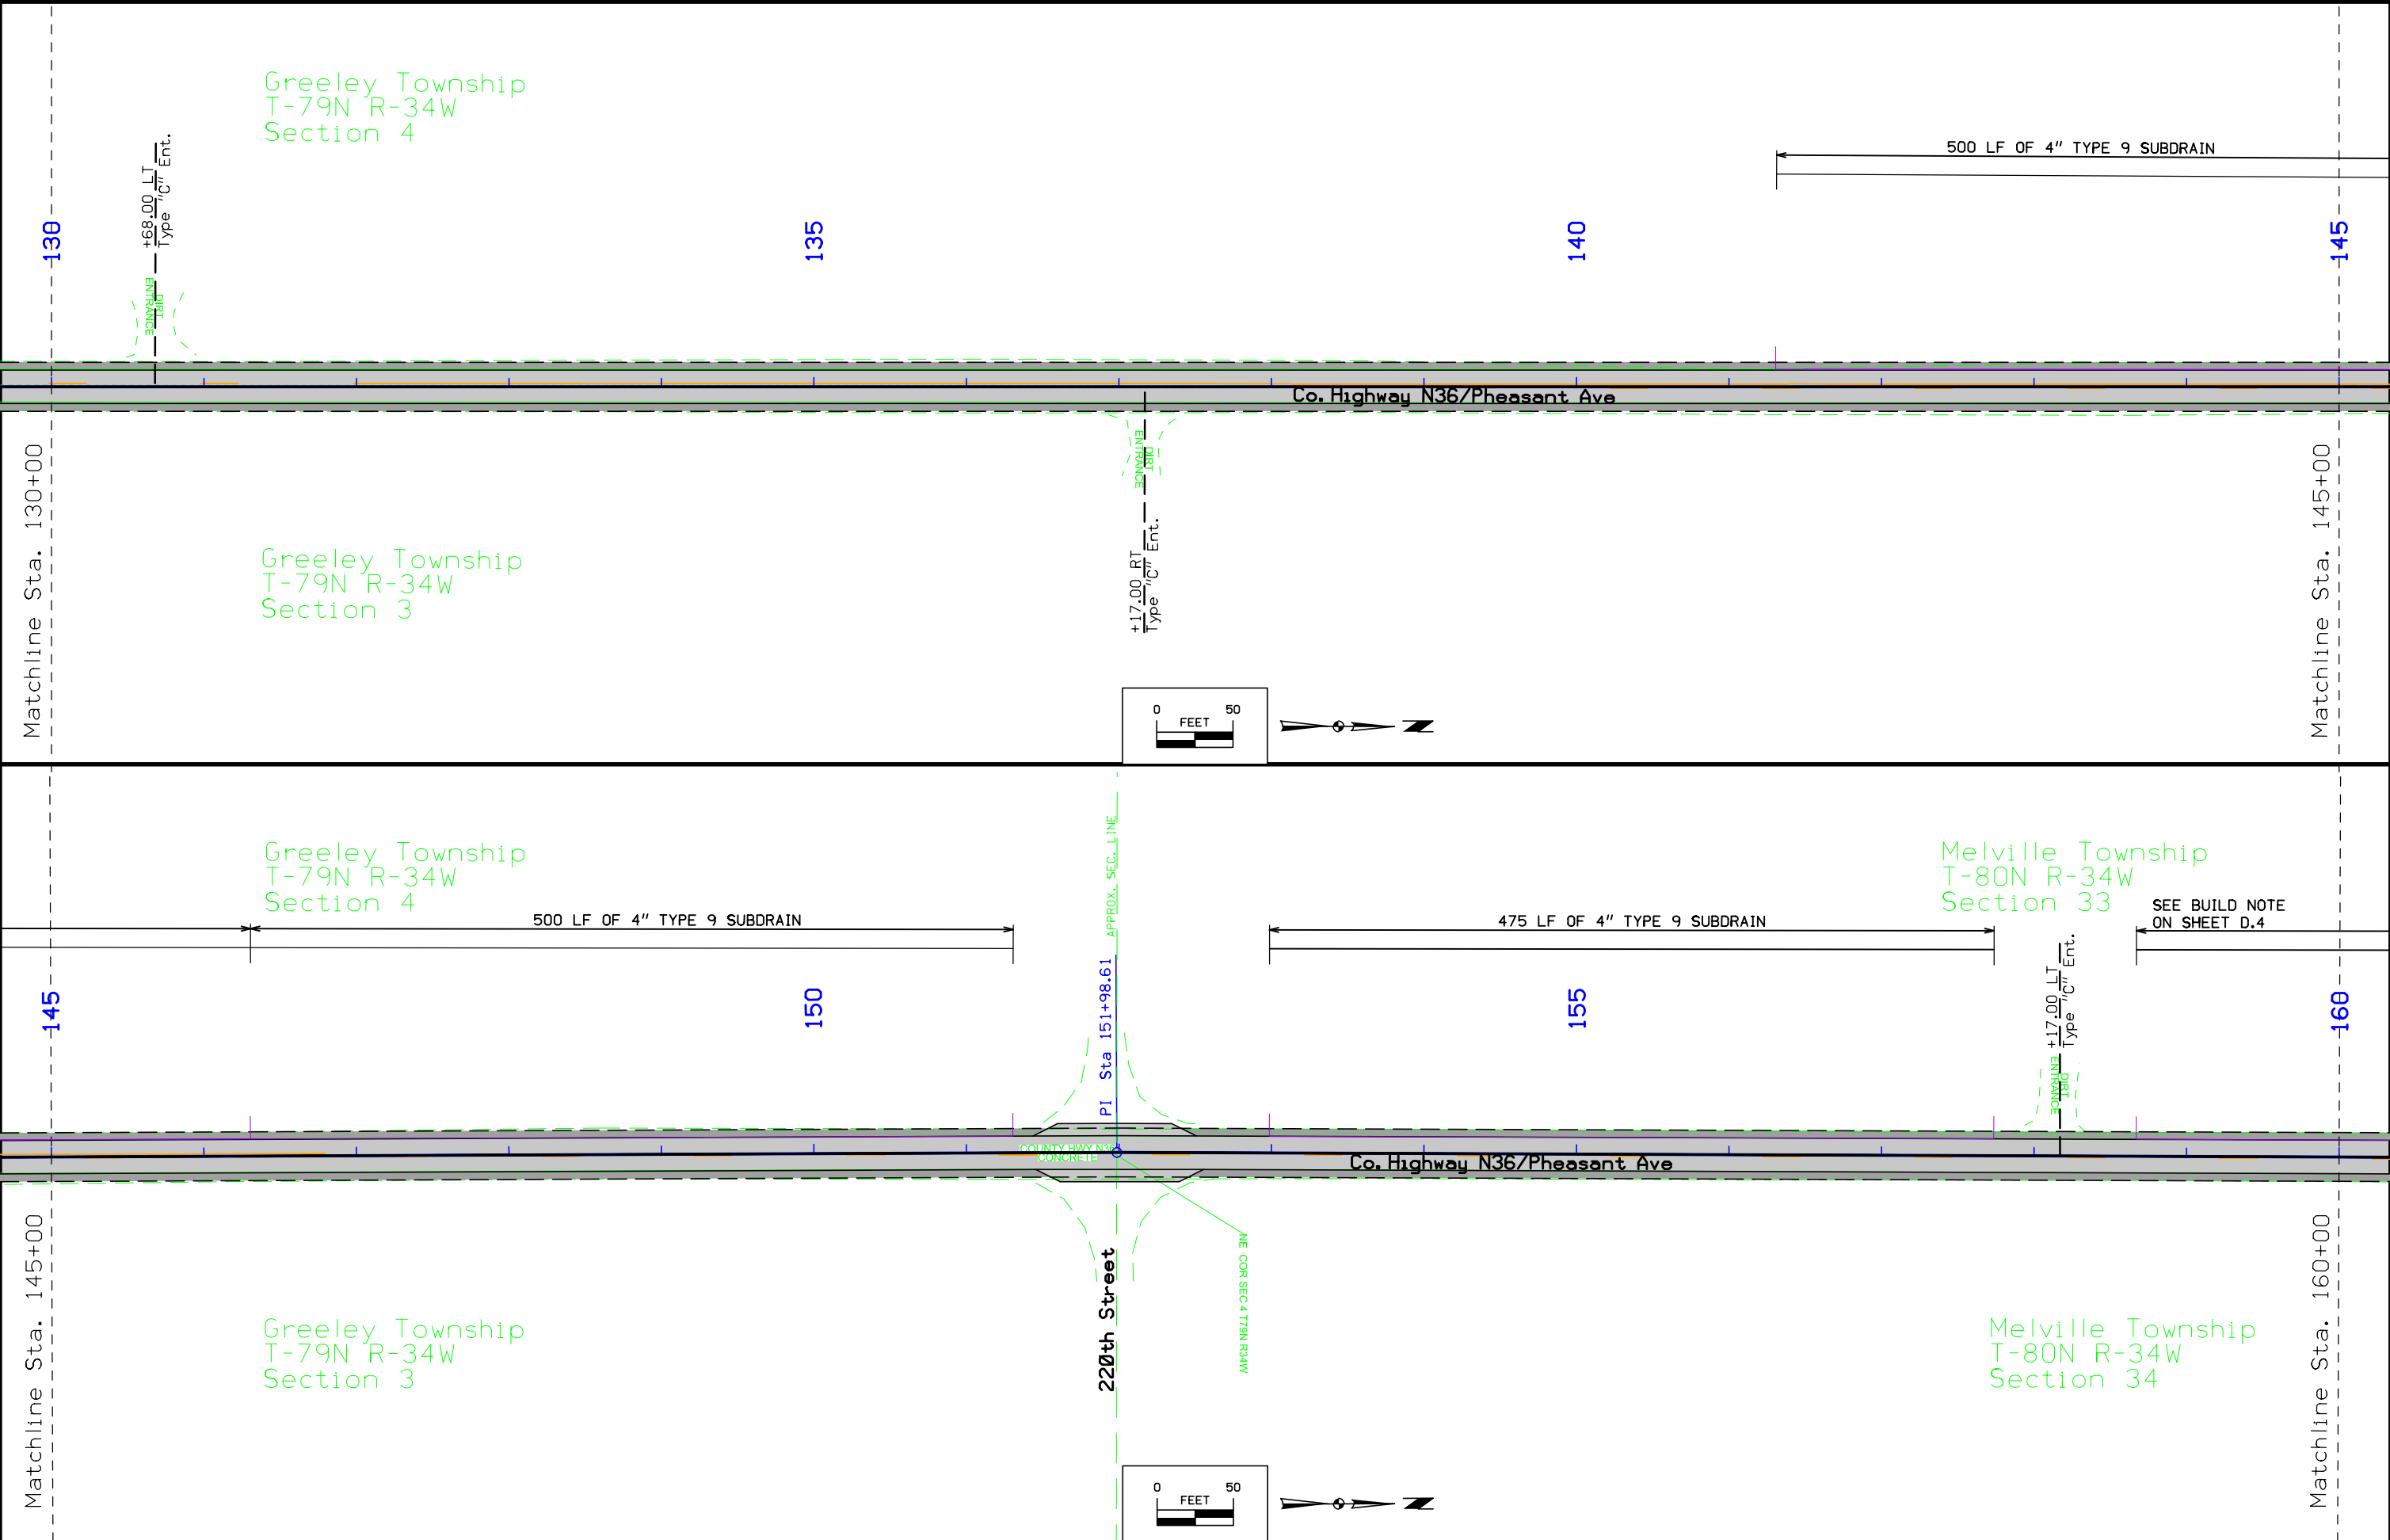 Greeley Township
T-79N R-34W
Section 4
+68.00 LT
Type "C" Ent.
500 LF OF 4" TYPE 9 SUBDRAIN
130
135
140
145
DIRT
ENTRANCE
Co. Highway N36/Pheasant Ave
DIRT
ENTRANCE
+17.00 RT
Type "C" Ent.
Matchline Sta. 130+00
Matchline Sta. 145+00
Greeley Township
T-79N R-34W
Section 3
0 50
FEET
N
Greeley Township
T-79N R-34W
Section 4
500 LF OF 4" TYPE 9 SUBDRAIN
APPROX. SEC. LINE
475 LF OF 4" TYPE 9 SUBDRAIN
Melville Township
T-80N R-34W
Section 33
SEE BUILD NOTE
ON SHEET D.4
145
150
PI Sta 151+98.61
155
+17.00 LT
Type "C" Ent.
160
DIRT
ENTRANCE
COUNTY HWY N36
CONCRETE
Co. Highway N36/Pheasant Ave
Matchline Sta. 145+00
220th Street
NE COR SEC 4 T79N R34W
Matchline Sta. 160+00
Greeley Township
T-79N R-34W
Section 3
Melville Township
T-80N R-34W
Section 34
0 50
FEET
N